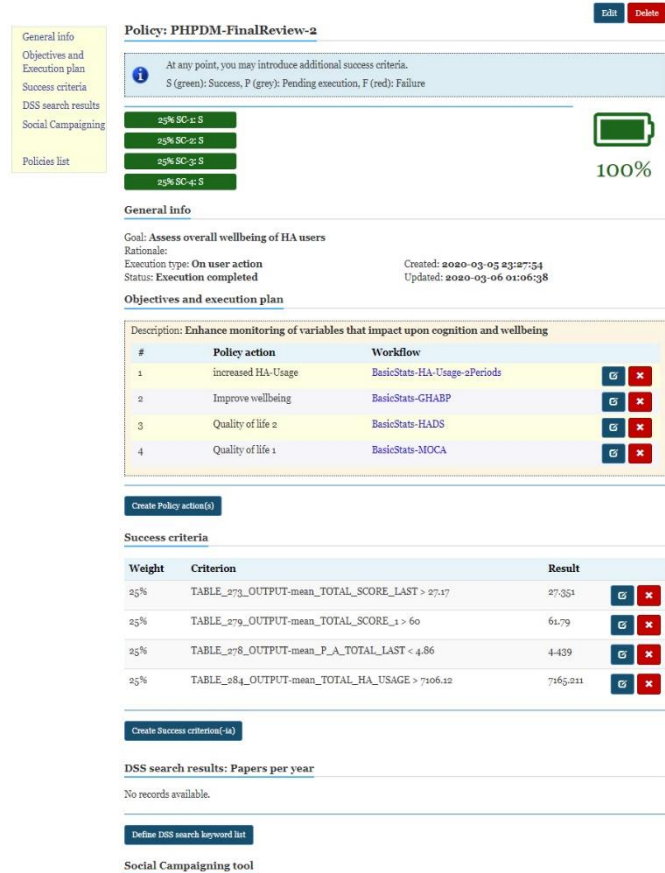 Edit Delete
General info
Objectives and
Execution plan
Success criteria
DSS search results
Social Campaigning
Policies list
Policy: PHPDM-FinalReview-2
At any point, you may introduce additional success criteria.
S (green): Success, P (grey): Pending execution, F (red): Failure
25% SC-1: S
25% SC-2: S
25% SC-3: S
25% SC-4: S
100%
General info
Goal: Assess overall wellbeing of HA users
Rationale:
Execution type: On user action Created: 2020-03-05 23:27:54
Status: Execution completed Updated: 2020-03-06 01:06:38
Objectives and execution plan
Description: Enhance monitoring of variables that impact upon cognition and wellbeing
# Policy action Workflow
1 increased HA-Usage BasicStats-HA-Usage-2Periods
2 Improve wellbeing BasicStats-GHABP
3 Quality of life 2 BasicStats-HADS
4 Quality of life 1 BasicStats-MOCA
Create Policy action(s)
Success criteria
Weight Criterion Result
25% TABLE_273_OUTPUT-mean_TOTAL_SCORE_LAST > 27.17 27.351
25% TABLE_279_OUTPUT-mean_TOTAL_SCORE_1 > 60 61.79
25% TABLE_278_OUTPUT-mean_P_A_TOTAL_LAST < 4.86 4.439
25% TABLE_284_OUTPUT-mean_TOTAL_HA_USAGE > 7106.12 7165.211
Create Success criterion(-ia)
DSS search results: Papers per year
No records available.
Define DSS search keyword list
Social Campaigning tool